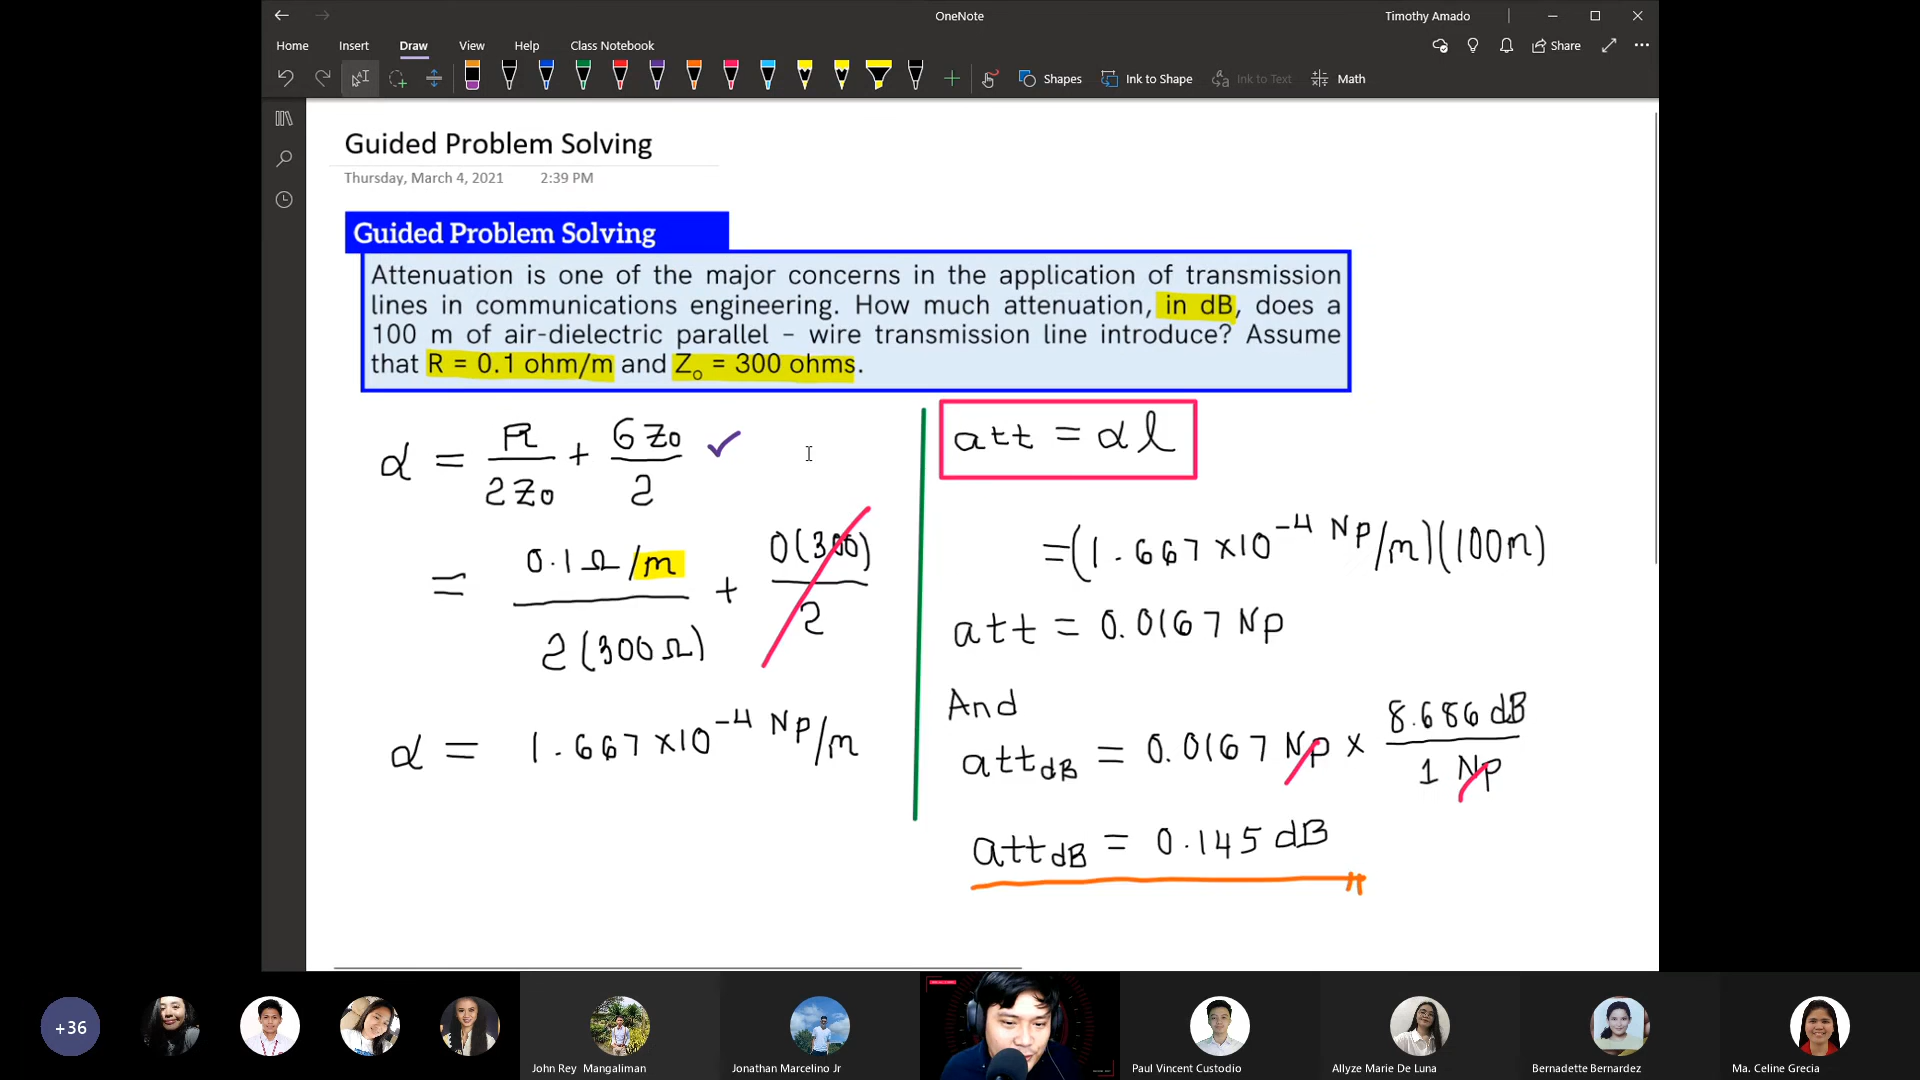 OneNote
Timothy Amado
Home Insert Draw View Help Class Notebook
Share
Shapes
Ink to Shape
Ink to Text
Math
Guided Problem Solving
Thursday, March 4, 2021 2:39 PM
Guided Problem Solving
Attenuation is one of the major concerns in the application of transmission
lines in communications engineering. How much attenuation, in dB, does a
100 m of air-dielectric parallel – wire transmission line introduce? Assume
that R = 0.1 ohm/m and Zo = 300 ohms.
α = R/2Zo + GZo/2 ✓
= 0.1Ω/m / 2(300Ω) + 0(300)/2
α = 1.667 x10^-4 Np/m
att = αl
=(1.667 x10^-4 Np/m)(100m)
att = 0.0167 Np
And
att dB = 0.0167 Np x 8.686 dB / 1 Np
att dB = 0.145 dB
+36
John Rey Mangaliman
Jonathan Marcelino Jr
Paul Vincent Custodio
Allyze Marie De Luna
Bernadette Bernardez
Ma. Celine Grecia